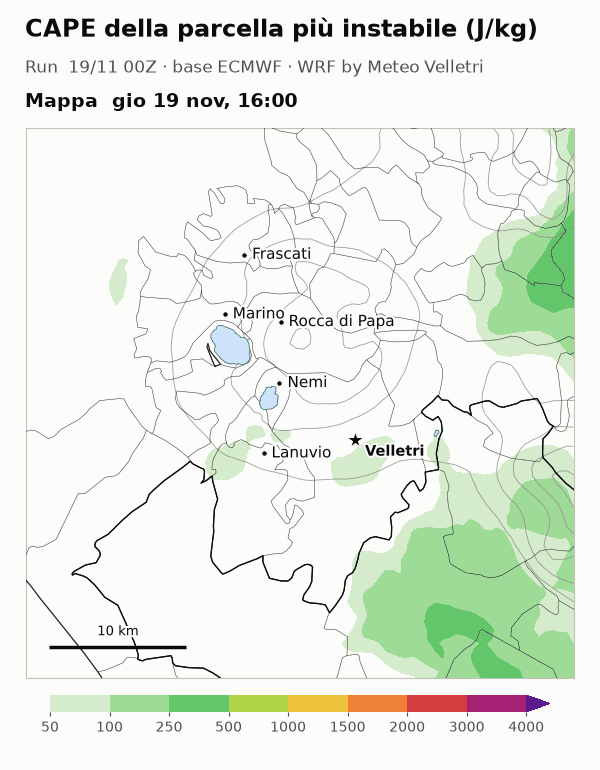 CAPE della parcella più instabile (J/kg)
Run  19/11 00Z · base ECMWF · WRF by Meteo Velletri
Mappa  gio 19 nov, 16:00
Frascati
Marino
Rocca di Papa
Nemi
Lanuvio
Velletri
10 km
50 100 250 500 1000 1500 2000 3000 4000